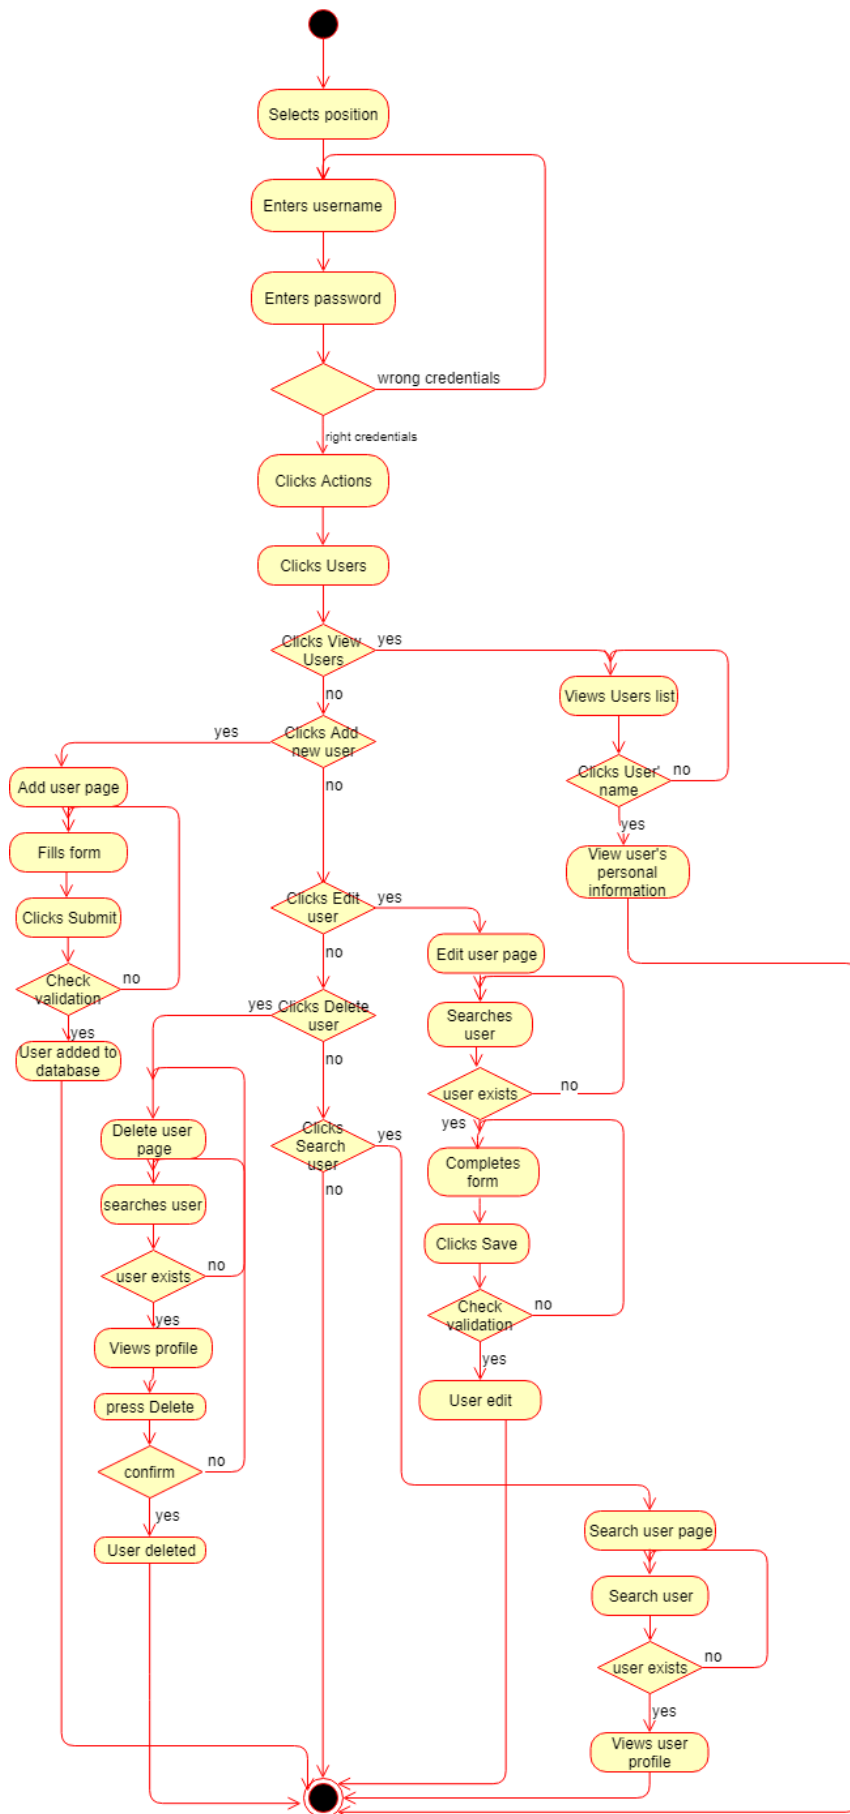 Selects position
Enters username
Enters password
wrong credentials
right credentials
Clicks Actions
Clicks Users
Clicks View
Users
yes
no
Views Users list
Clicks User'
name
no
yes
View user's
personal
information
Clicks Add
new user
yes
no
Add user page
Fills form
Clicks Submit
Check
validation
no
yes
User added to
database
Clicks Edit
user
yes
no
Edit user page
Searches
user
user exists
no
yes
Completes
form
Clicks Save
Check
validation
no
yes
User edit
Clicks Delete
user
yes
no
Delete user
page
searches user
user exists
no
yes
Views profile
press Delete
confirm
no
yes
User deleted
Clicks
Search
user
yes
no
Search user page
Search user
user exists
no
yes
Views user
profile